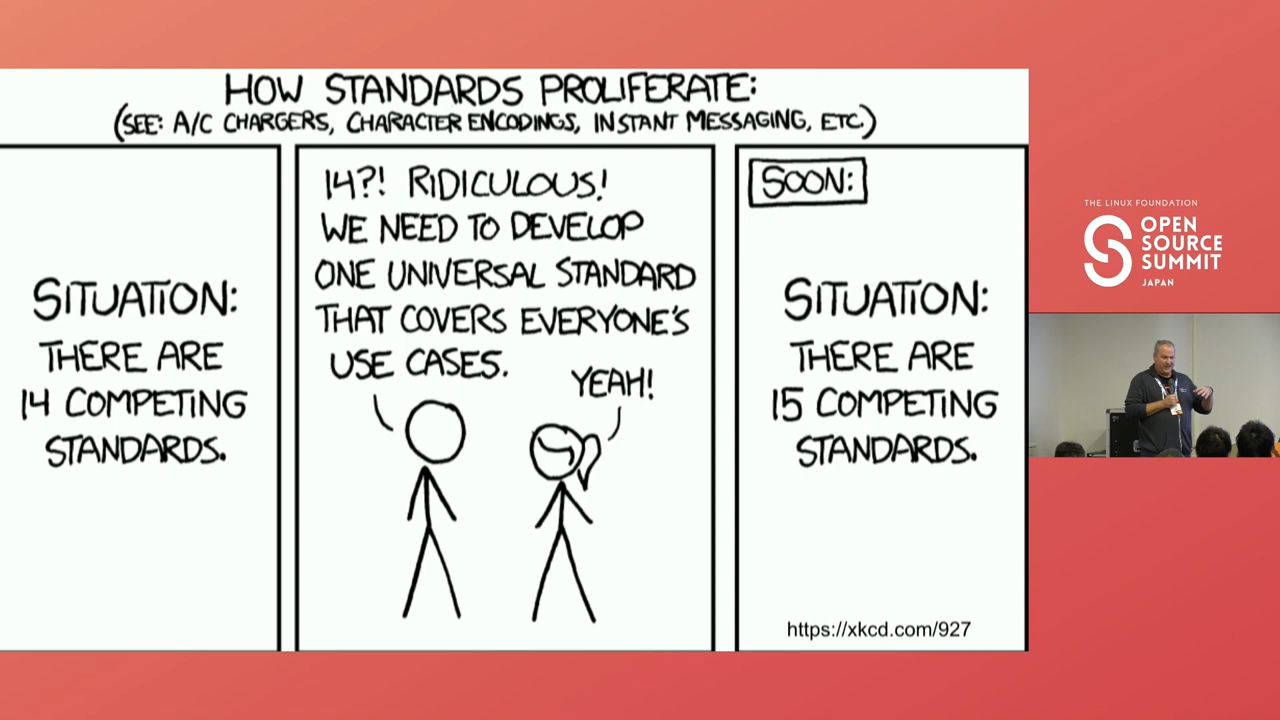 HOW STANDARDS PROLIFERATE:
(SEE: A/C CHARGERS, CHARACTER ENCODINGS, INSTANT MESSAGING, ETC.)
SITUATION:
THERE ARE
14 COMPETING
STANDARDS.
14?! RIDICULOUS!
WE NEED TO DEVELOP
ONE UNIVERSAL STANDARD
THAT COVERS EVERYONE'S
USE CASES.
YEAH!
SOON:
SITUATION:
THERE ARE
15 COMPETING
STANDARDS.
https://xkcd.com/927
THE LINUX FOUNDATION
OPEN
SOURCE
SUMMIT
JAPAN